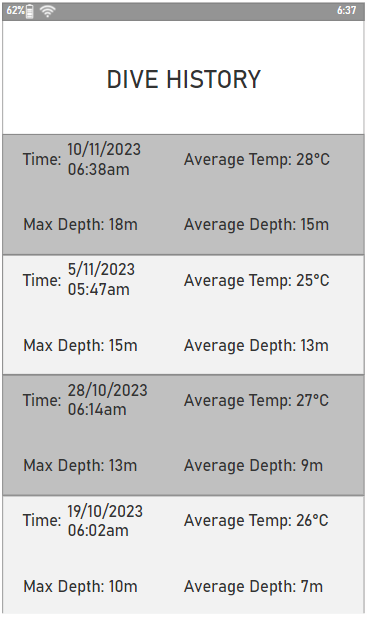 62% 6:37
DIVE HISTORY
Time: 10/11/2023 06:38am Average Temp: 28°C
Max Depth: 18m Average Depth: 15m
Time: 5/11/2023 05:47am Average Temp: 25°C
Max Depth: 15m Average Depth: 13m
Time: 28/10/2023 06:14am Average Temp: 27°C
Max Depth: 13m Average Depth: 9m
Time: 19/10/2023 06:02am Average Temp: 26°C
Max Depth: 10m Average Depth: 7m